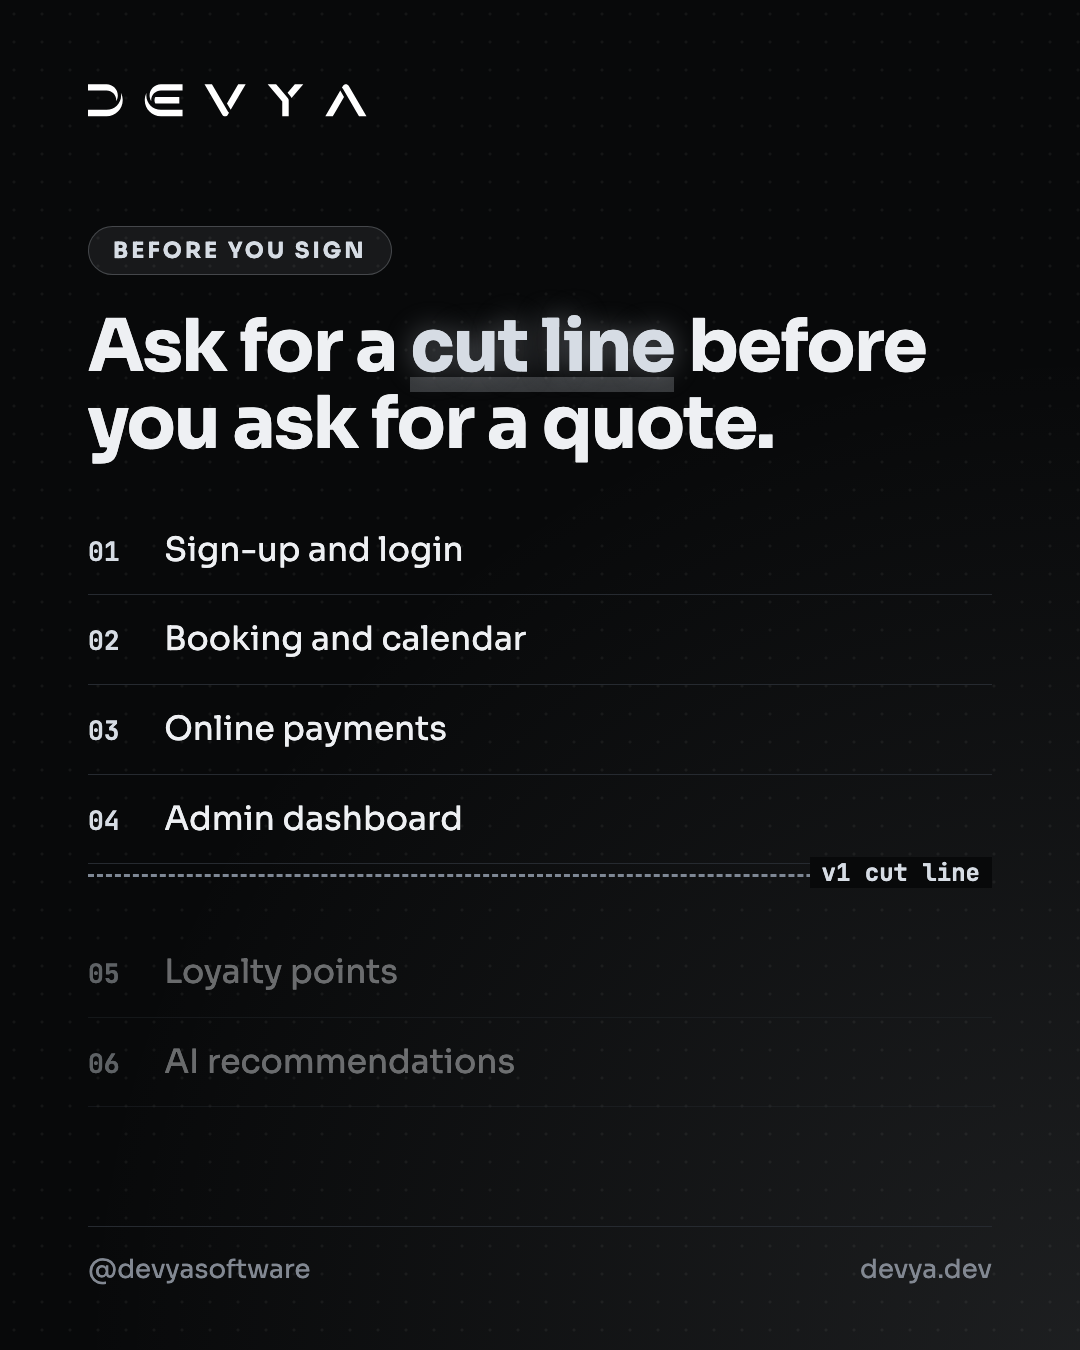 DEVYA
BEFORE YOU SIGN
Ask for a cut line before
you ask for a quote.
01 Sign-up and login
02 Booking and calendar
03 Online payments
04 Admin dashboard
v1 cut line
05 Loyalty points
06 AI recommendations
@devyasoftware devya.dev